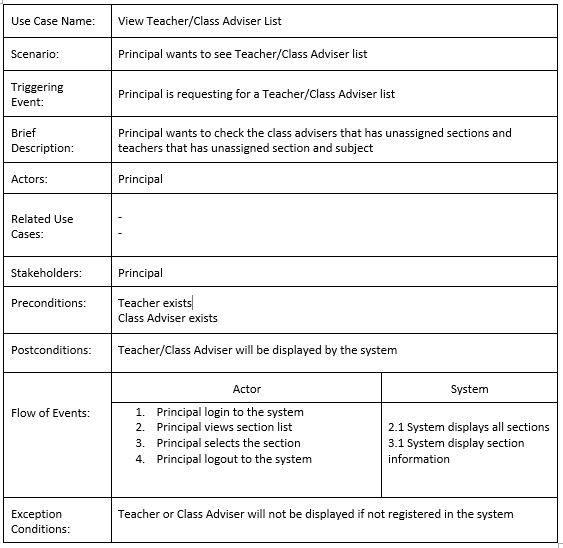 Use Case Name: View Teacher/Class Adviser List
Scenario: Principal wants to see Teacher/Class Adviser list
Triggering
Event:
Principal is requesting for a Teacher/Class Adviser list
Brief
Description:
Principal wants to check the class advisers that has unassigned sections and
teachers that has unassigned section and subject
Actors: Principal
Related Use
Cases:
-
-
Stakeholders: Principal
Preconditions: Teacher exists
Class Adviser exists
Postconditions: Teacher/Class Adviser will be displayed by the system
Flow of Events:
Actor
1. Principal login to the system
2. Principal views section list
3. Principal selects the section
4. Principal logout to the system
System
2.1 System displays all sections
3.1 System display section
information
Exception
Conditions:
Teacher or Class Adviser will not be displayed if not registered in the system